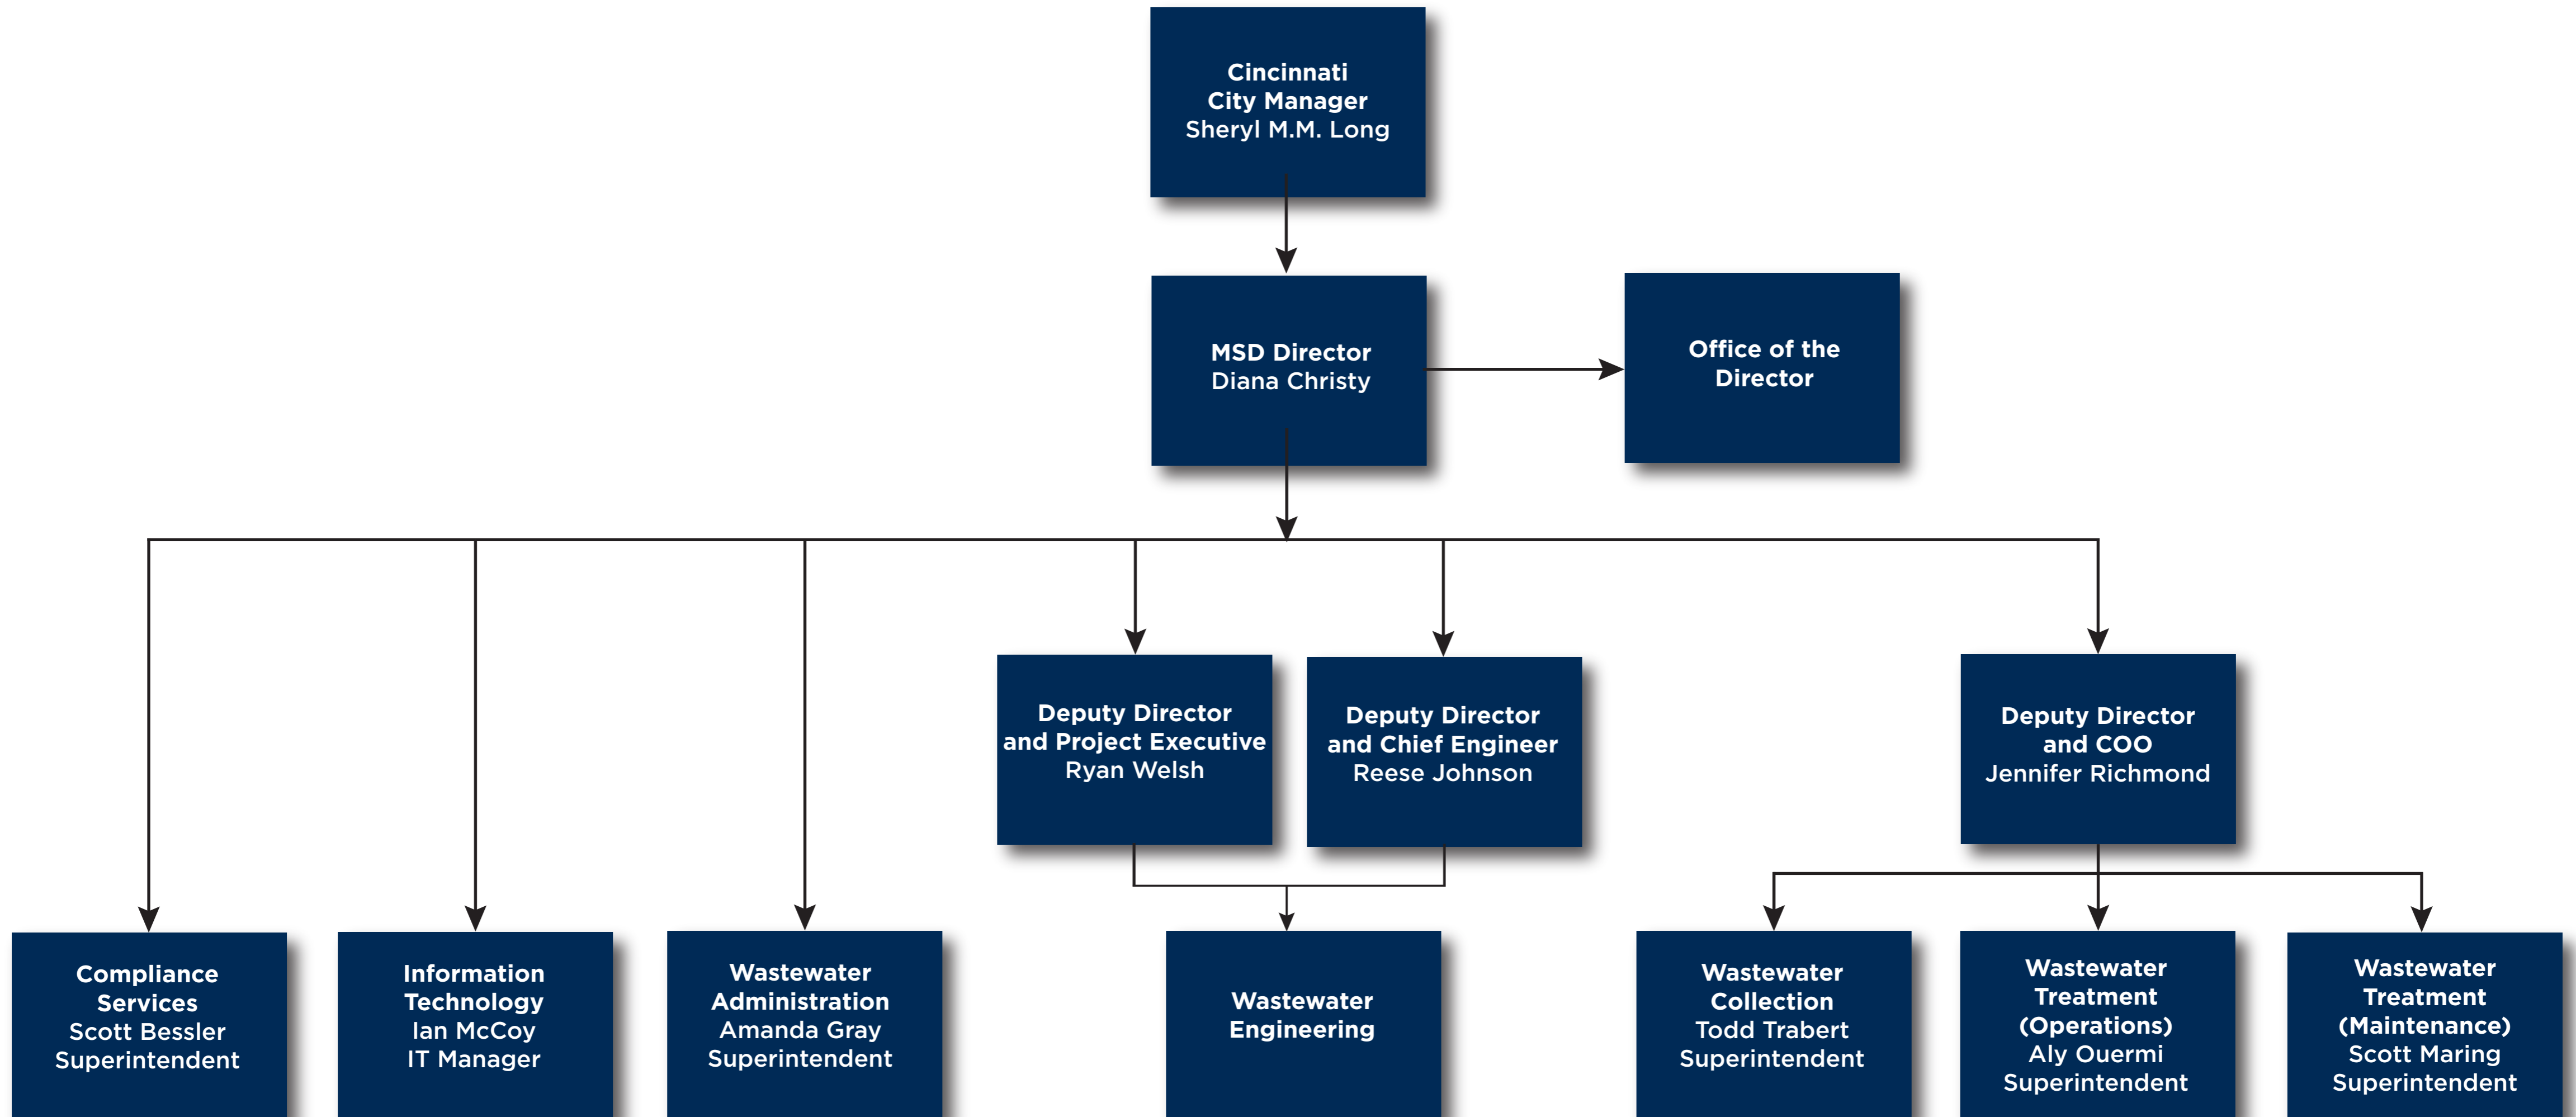 Cincinnati
City Manager
Sheryl M.M. Long
MSD Director
Diana Christy
Office of the
Director
Deputy Director
and Project Executive
Ryan Welsh
Deputy Director
and Chief Engineer
Reese Johnson
Deputy Director
and COO
Jennifer Richmond
Compliance
Services
Scott Bessler
Superintendent
Information
Technology
Ian McCoy
IT Manager
Wastewater
Administration
Amanda Gray
Superintendent
Wastewater
Engineering
Wastewater
Collection
Todd Trabert
Superintendent
Wastewater
Treatment
(Operations)
Aly Ouermi
Superintendent
Wastewater
Treatment
(Maintenance)
Scott Maring
Superintendent